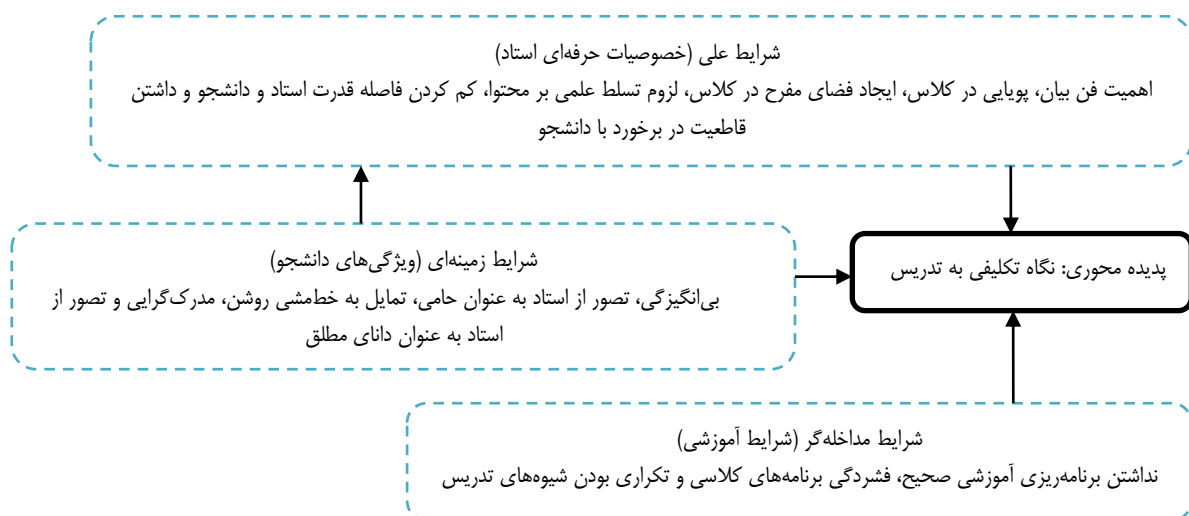 شرایط علی (خصوصیات حرفه‌ای استاد)
اهمیت فن بیان، پویایی در کلاس، ایجاد فضای مفرح در کلاس، لزوم تسلط علمی بر محتوا، کم کردن فاصله قدرت استاد و دانشجو و داشتن
قاطعیت در برخورد با دانشجو
شرایط زمینه‌ای (ویژگی‌های دانشجو)
بی‌انگیزگی، تصور از استاد به عنوان حامی، تمایل به خط‌مشی روشن، مدرک‌گرایی و تصور از
استاد به عنوان دانای مطلق
پدیده محوری: نگاه تکلیفی به تدریس
شرایط مداخله‌گر (شرایط آموزشی)
نداشتن برنامه‌ریزی آموزشی صحیح، فشردگی برنامه‌های کلاسی و تکراری بودن شیوه‌های تدریس